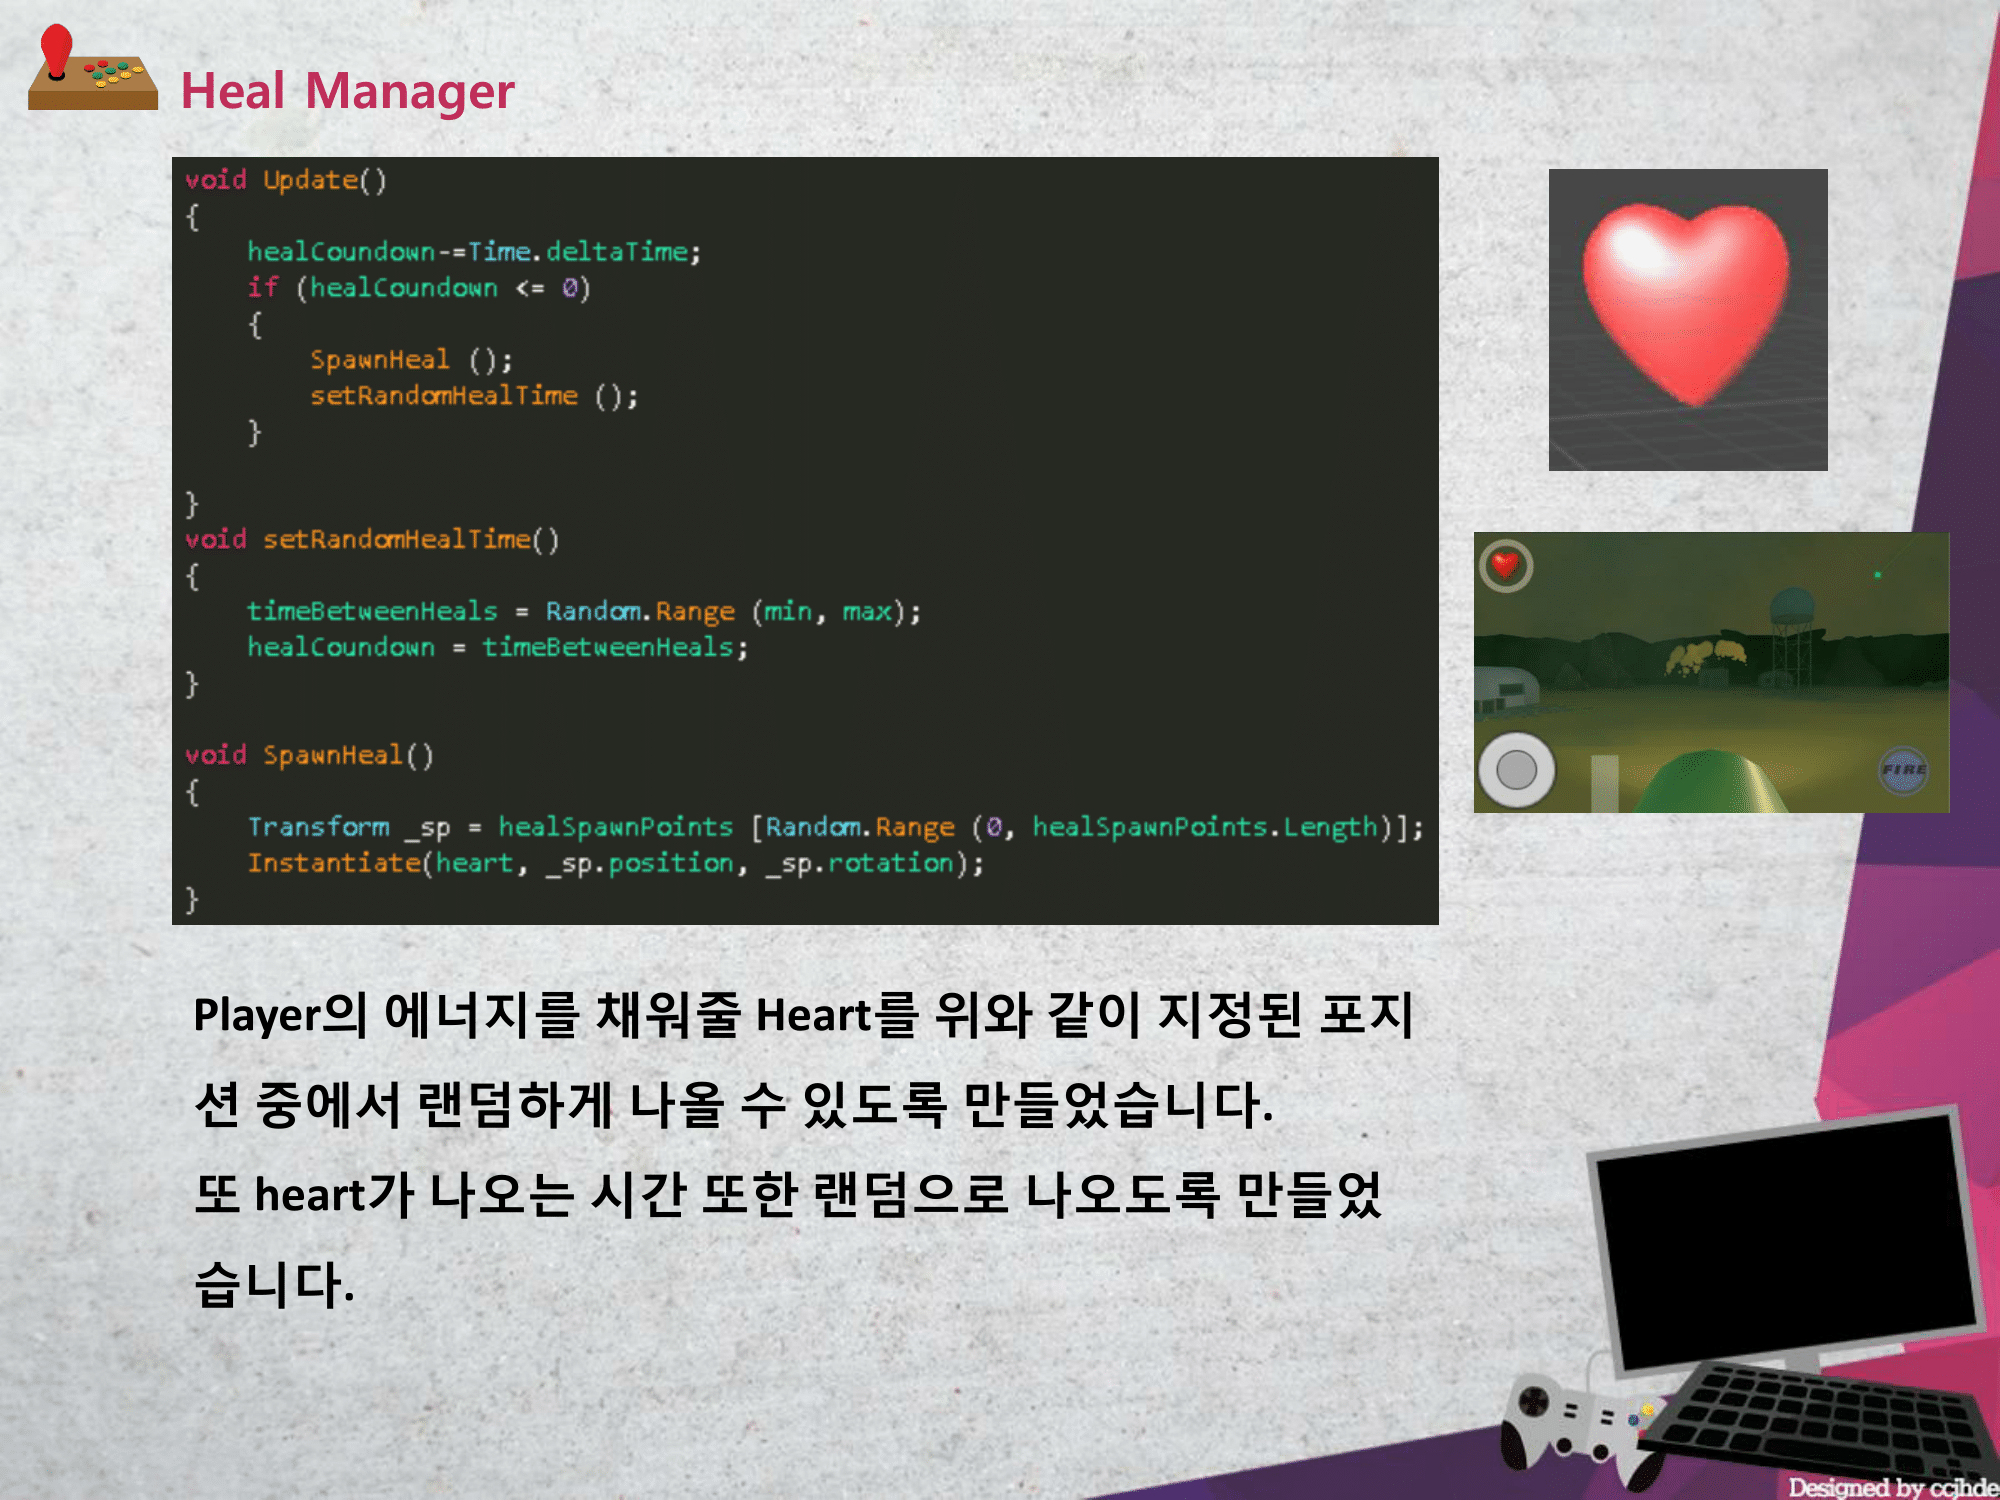 Heal Manager
void Update()
{
healCoundown-=Time.deltaTime;
if (healCoundown <= 0)
{
SpawnHeal ();
setRandomHealTime ();
}
}
void setRandomHealTime()
{
timeBetweenHeals = Random.Range (min, max);
healCoundown = timeBetweenHeals;
}
void SpawnHeal()
{
Transform _sp = healSpawnPoints [Random.Range (0, healSpawnPoints.Length)];
Instantiate(heart, _sp.position, _sp.rotation);
}
FIRE
Player의 에너지를 채워줄 Heart를 위와 같이 지정된 포지
션 중에서 랜덤하게 나올 수 있도록 만들었습니다.
또 heart가 나오는 시간 또한 랜덤으로 나오도록 만들었
습니다.
Designed by ccjhde